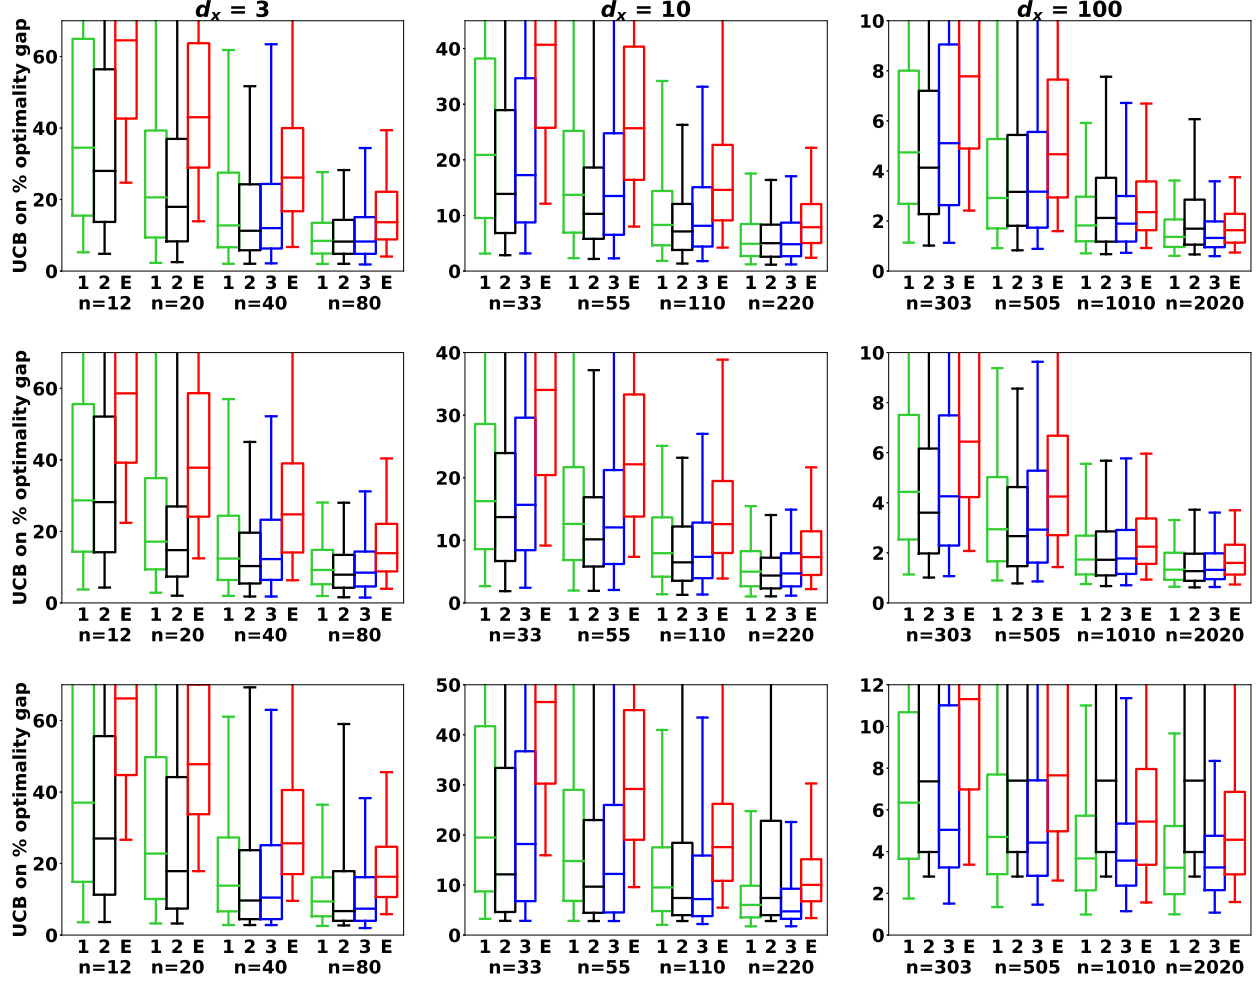 dx = 3 dx = 10 dx = 100
UCB on % optimality gap
60 40 20 0
40 30 20 10 0
10 8 6 4 2 0
1 2 E 1 2 E 1 2 3 E 1 2 3 E
n=12 n=20 n=40 n=80
1 2 3 E 1 2 3 E 1 2 3 E 1 2 3 E
n=33 n=55 n=110 n=220
1 2 3 E 1 2 3 E 1 2 3 E 1 2 3 E
n=303 n=505 n=1010 n=2020
UCB on % optimality gap
60 40 20 0
40 30 20 10 0
10 8 6 4 2 0
1 2 E 1 2 E 1 2 3 E 1 2 3 E
n=12 n=20 n=40 n=80
1 2 3 E 1 2 3 E 1 2 3 E 1 2 3 E
n=33 n=55 n=110 n=220
1 2 3 E 1 2 3 E 1 2 3 E 1 2 3 E
n=303 n=505 n=1010 n=2020
UCB on % optimality gap
60 40 20 0
50 40 30 20 10 0
12 10 8 6 4 2 0
1 2 E 1 2 E 1 2 3 E 1 2 3 E
n=12 n=20 n=40 n=80
1 2 3 E 1 2 3 E 1 2 3 E 1 2 3 E
n=33 n=55 n=110 n=220
1 2 3 E 1 2 3 E 1 2 3 E 1 2 3 E
n=303 n=505 n=1010 n=2020